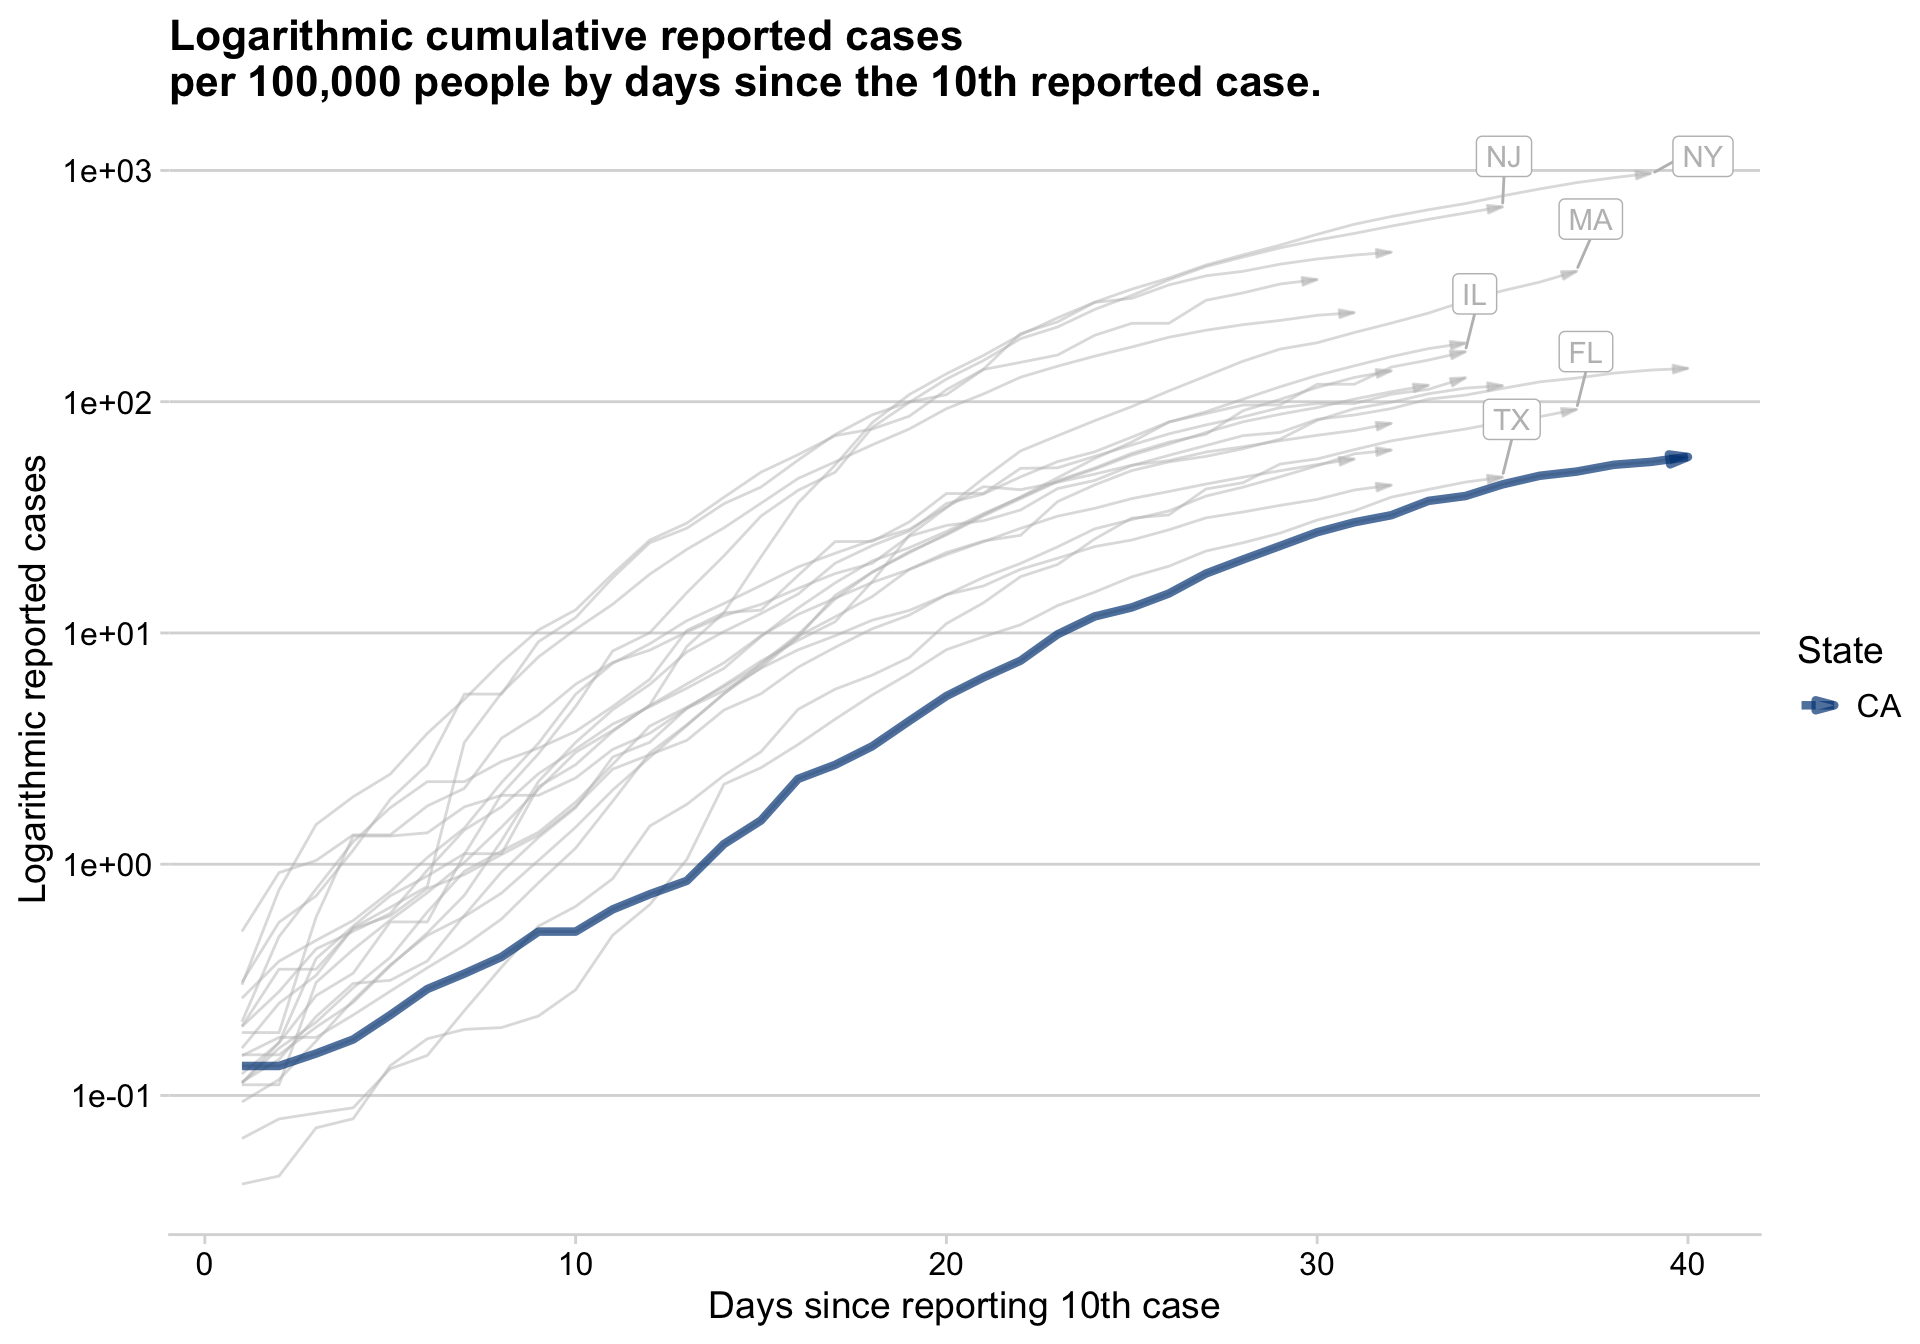 Logarithmic cumulative reported cases
per 100,000 people by days since the 10th reported case.
Logarithmic reported cases
1e+03
1e+02
1e+01
1e+00
1e-01
NJ
NY
MA
IL
FL
TX
State
CA
0
10
20
30
40
Days since reporting 10th case